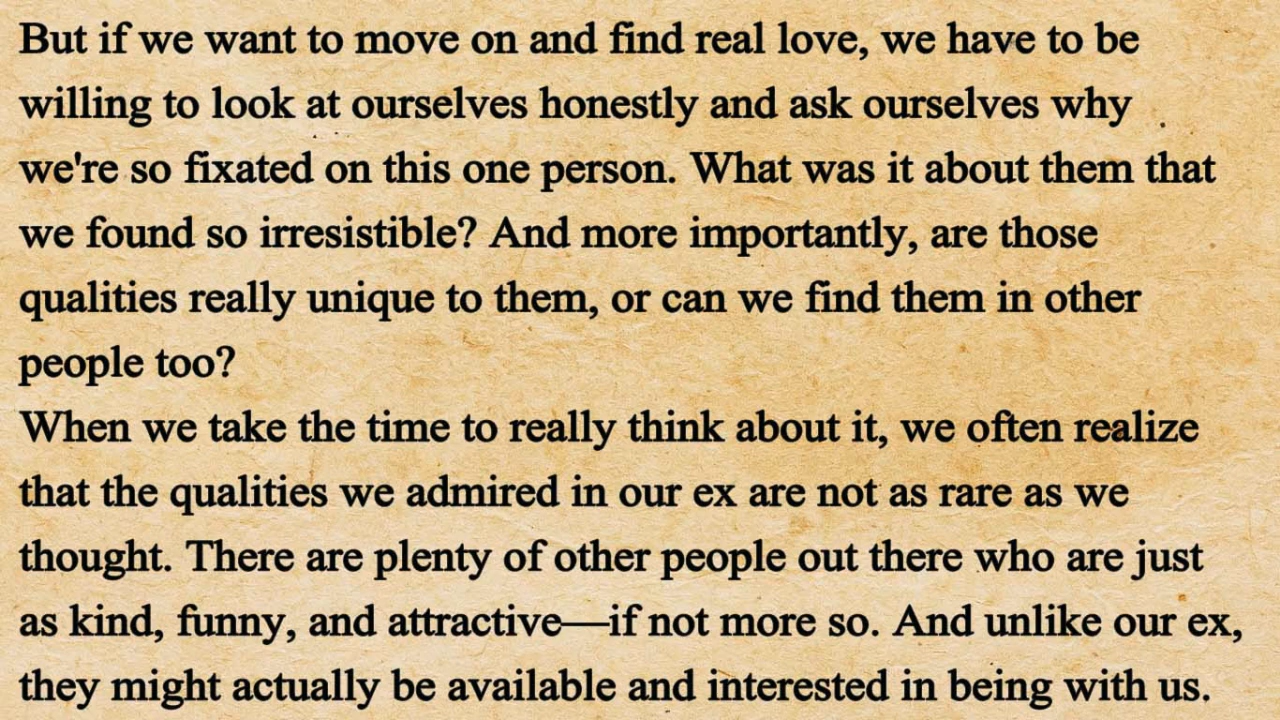 But if we want to move on and find real love, we have to be
willing to look at ourselves honestly and ask ourselves why
we're so fixated on this one person. What was it about them that
we found so irresistible? And more importantly, are those
qualities really unique to them, or can we find them in other
people too?
When we take the time to really think about it, we often realize
that the qualities we admired in our ex are not as rare as we
thought. There are plenty of other people out there who are just
as kind, funny, and attractive—if not more so. And unlike our ex,
they might actually be available and interested in being with us.